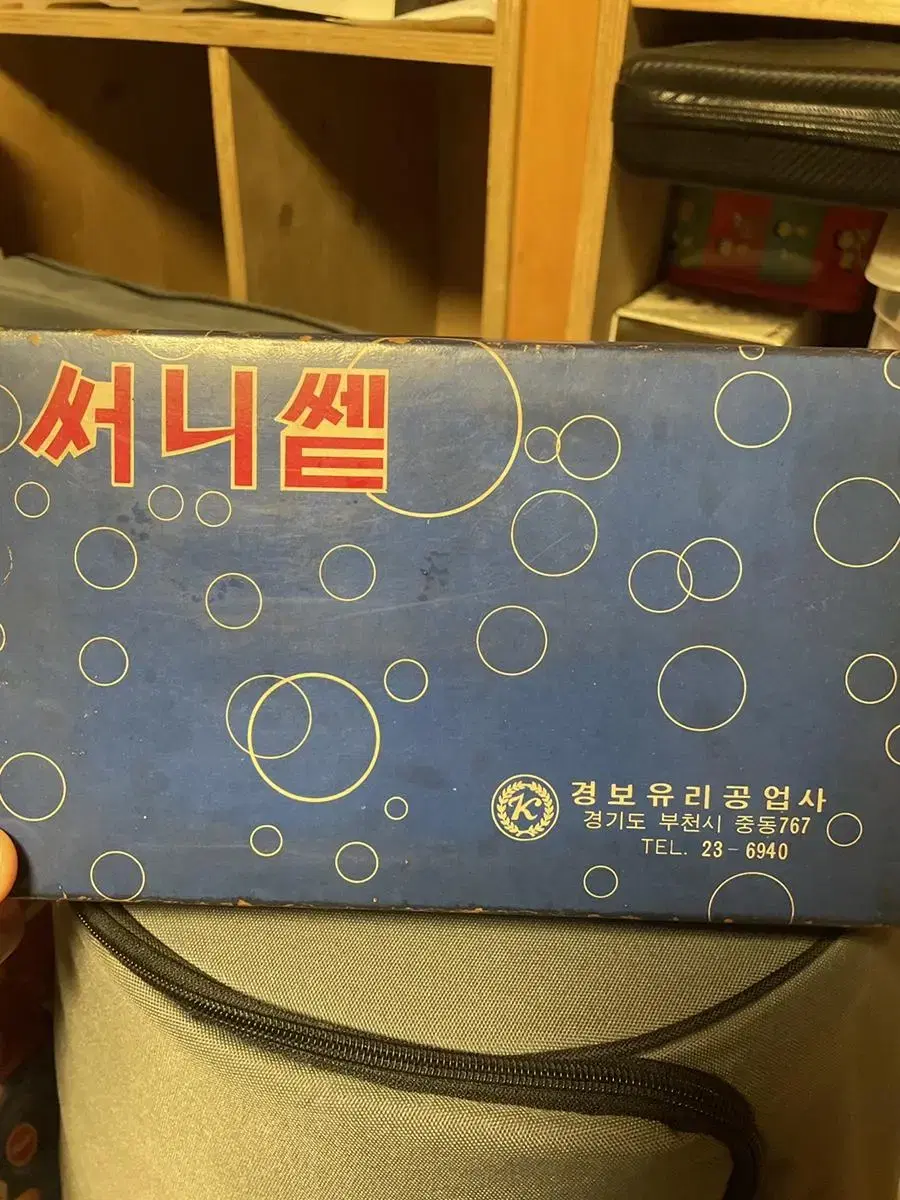 써니쎝
K
경보유리공업사
경기도 부천시 중동767
TEL. 23-6940